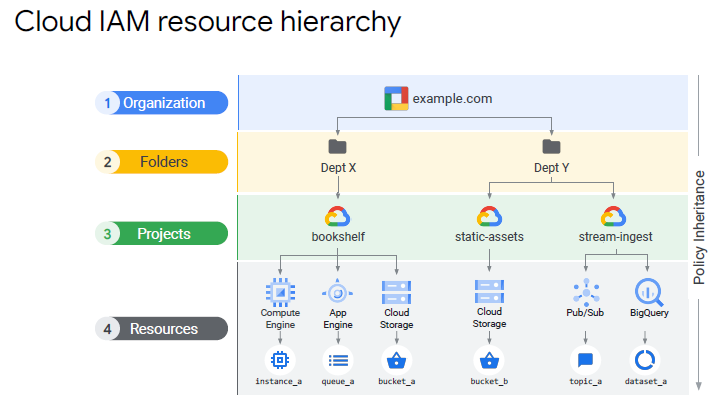 Cloud IAM resource hierarchy
1 Organization
example.com
2 Folders
Dept X
Dept Y
3 Projects
bookshelf
static-assets
stream-ingest
4 Resources
Compute
Engine
App
Engine
Cloud
Storage
Cloud
Storage
Pub/Sub
BigQuery
instance_a
queue_a
bucket_a
bucket_b
topic_a
dataset_a
Policy Inheritance